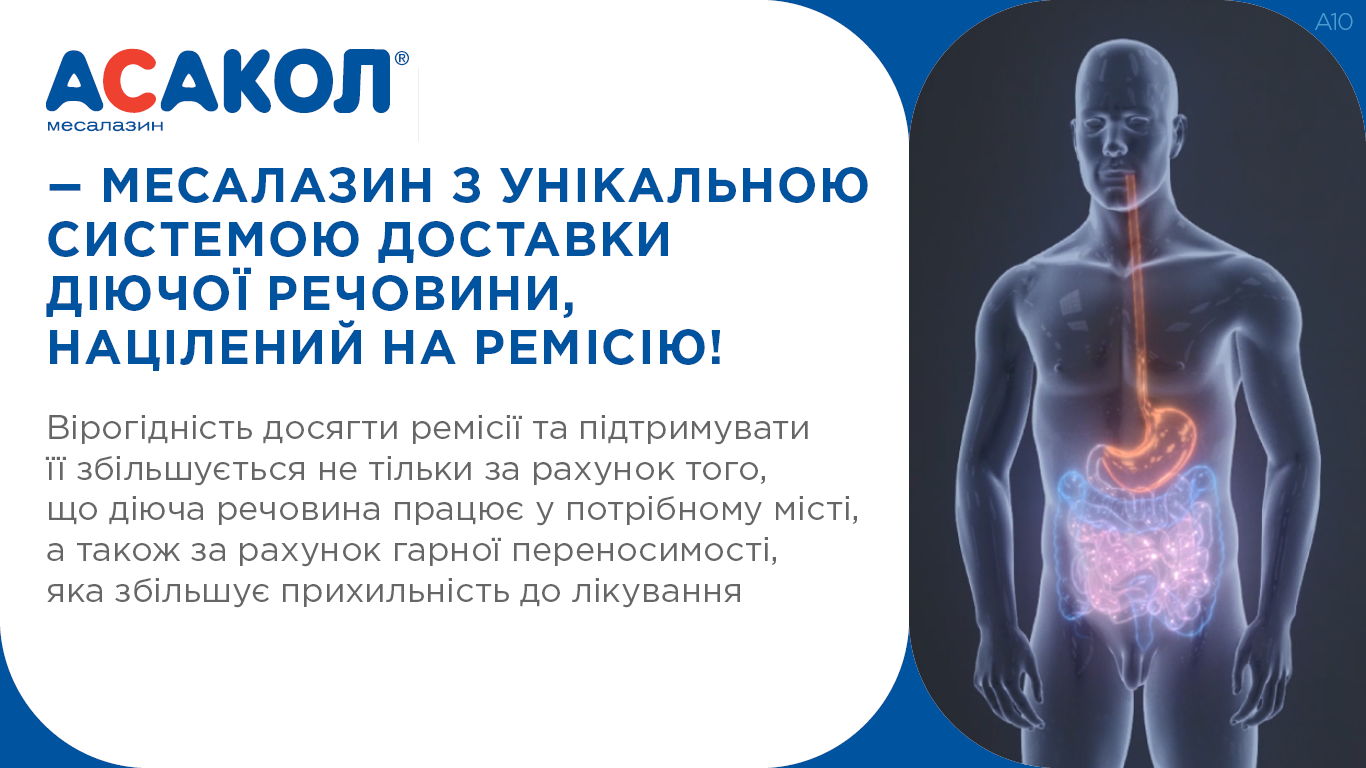 АСАКОЛ®
месалазин
– МЕСАЛАЗИН З УНІКАЛЬНОЮ
СИСТЕМОЮ ДОСТАВКИ
ДІЮЧОЇ РЕЧОВИНИ,
НАЦІЛЕНИЙ НА РЕМІСІЮ!
Вірогідність досягти ремісії та підтримувати
її збільшується не тільки за рахунок того,
що діюча речовина працює у потрібному місті,
а також за рахунок гарної переносимості,
яка збільшує прихильність до лікування
A10